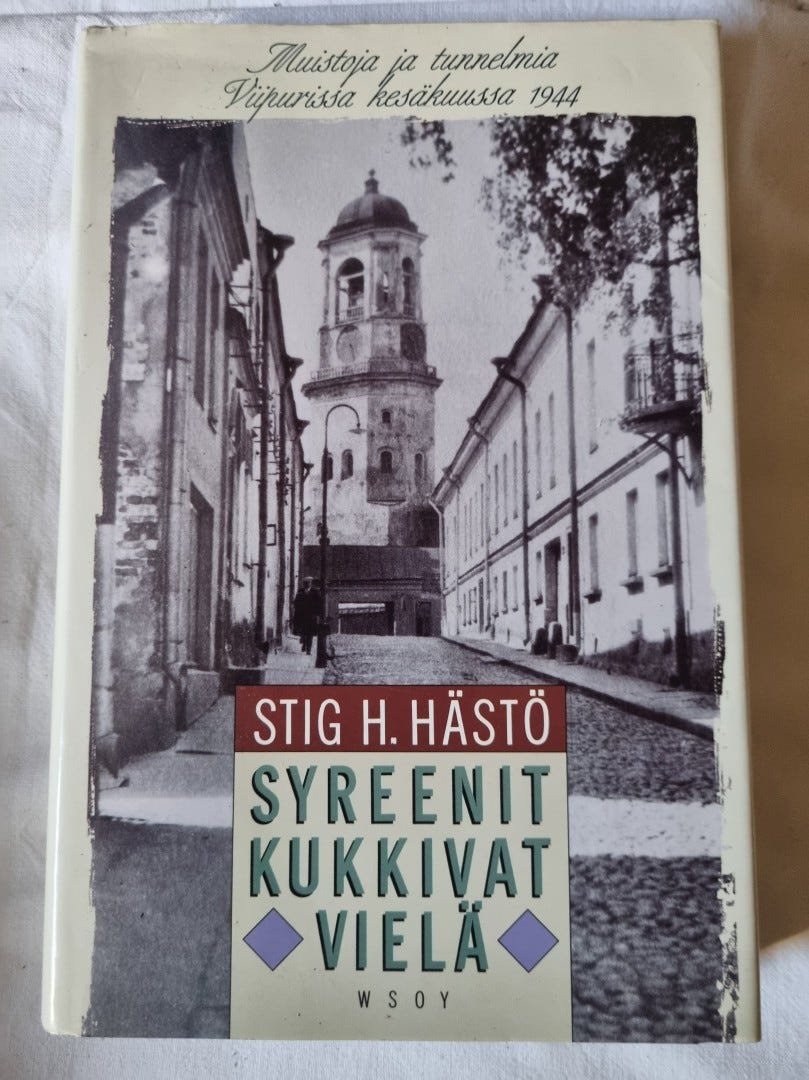 Muistoja ja tunnelmia
Viipurissa kesäkuussa 1944
STIG H. HÄSTÖ
SYREENIT
KUKKIVAT
VIELÄ
WSOY